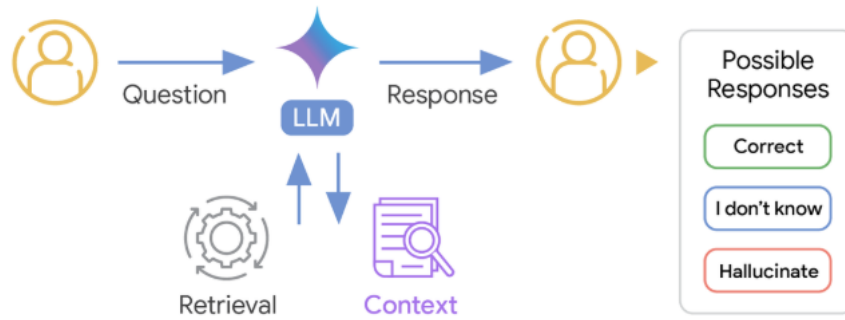 Question
LLM
Response
Retrieval
Context
Possible
Responses
Correct
I don't know
Hallucinate